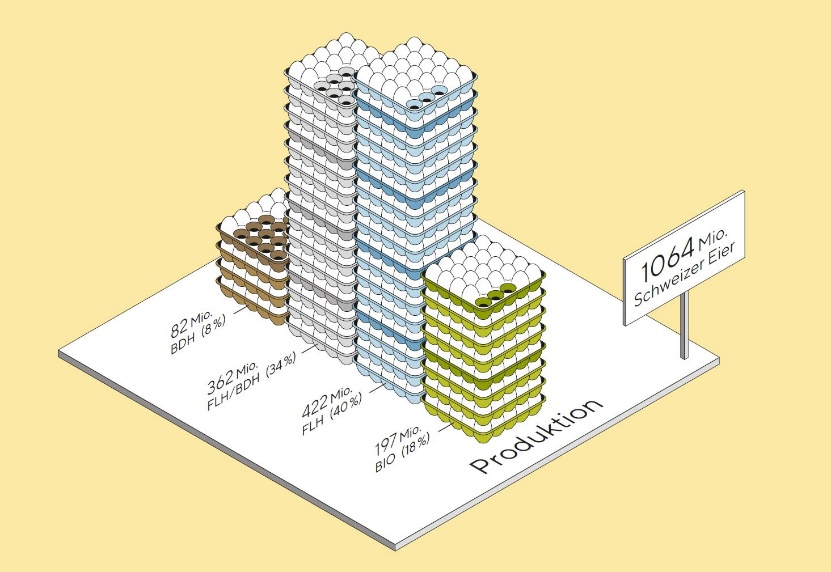 1064 Mio.
Schweizer Eier
82 Mio.
BDH (8%)
362 Mio.
FLH/BDH (34%)
422 Mio.
FLH (40%)
197 Mio.
BIO (18%)
Produktion